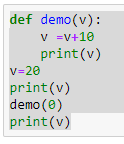 def demo(v):
    v =v+10
    print(v)
v=20
print(v)
demo(0)
print(v)